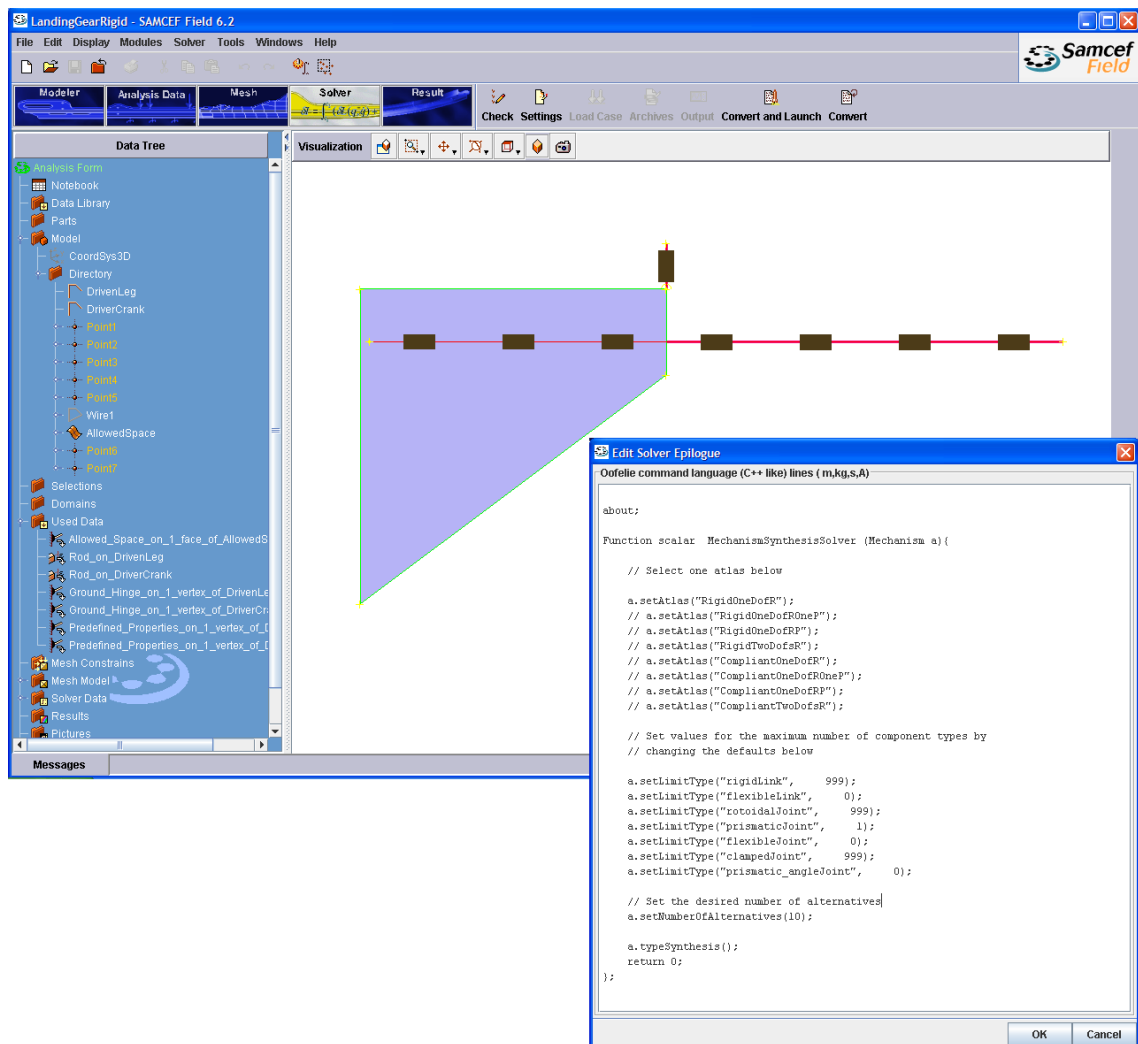 LandingGearRigid - SAMCEF Field 6.2
File Edit Display Modules Solver Tools Windows Help
Samcef
Field
Modeler
Analysis Data
Mesh
Solver
Result
Check Settings Load Case Archives Output Convert and Launch Convert
Data Tree
Visualization
Analysis Form
Notebook
Data Library
Parts
Model
CoordSys3D
Directory
DrivenLeg
DriverCrank
Point1
Point2
Point3
Point4
Point5
Wire1
AllowedSpace
Point6
Point7
Selections
Domains
Used Data
Allowed_Space_on_1_face_of_AllowedS
Rod_on_DrivenLeg
Rod_on_DriverCrank
Ground_Hinge_on_1_vertex_of_DrivenLe
Ground_Hinge_on_1_vertex_of_DriverCr
Predefined_Properties_on_1_vertex_of_D
Predefined_Properties_on_1_vertex_of_D
Mesh Constrains
Mesh Model
Solver Data
Results
Pictures
Messages
Edit Solver Epilogue
Oofelie command language (C++ like) lines ( m,kg,s,A)
about;
Function scalar  MechanismSynthesisSolver (Mechanism a){
// Select one atlas below
a.setAtlas("RigidOneDofR");
// a.setAtlas("RigidOneDofROneP");
// a.setAtlas("RigidOneDofRP");
// a.setAtlas("RigidTwoDofsR");
// a.setAtlas("CompliantOneDofR");
// a.setAtlas("CompliantOneDofROneP");
// a.setAtlas("CompliantOneDofRP");
// a.setAtlas("CompliantTwoDofsR");
// Set values for the maximum number of component types by
// changing the defaults below
a.setLimitType("rigidLink",     999);
a.setLimitType("flexibleLink",     0);
a.setLimitType("rotoidalJoint",     999);
a.setLimitType("prismaticJoint",     1);
a.setLimitType("flexibleJoint",     0);
a.setLimitType("clampedJoint",     999);
a.setLimitType("prismatic_angleJoint",     0);
// Set the desired number of alternatives
a.setNumberOfAlternatives(10);
a.typeSynthesis();
return 0;
};
OK Cancel